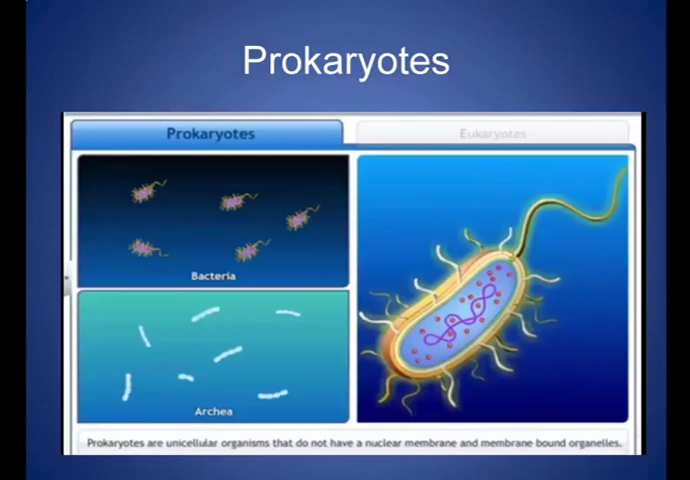 Prokaryotes
Prokaryotes
Eukaryotes
Bacteria
Archea
Prokaryotes are unicellular organisms that do not have a nuclear membrane and membrane bound organelles.